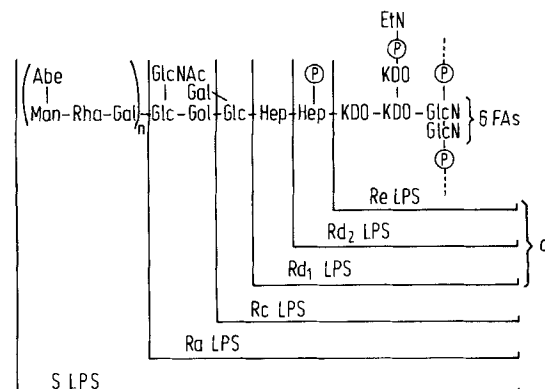 EtN
P
Abe GlcNAc P KDO P
Gal
(Man-Rha-Gal)n-Glc-Gal-Glc-Hep-Hep-KDO-KDO-GlcN } 6 FAs
GlcN
P
Re LPS
Rd2 LPS
Rd1 LPS
Rc LPS
Ra LPS
S LPS